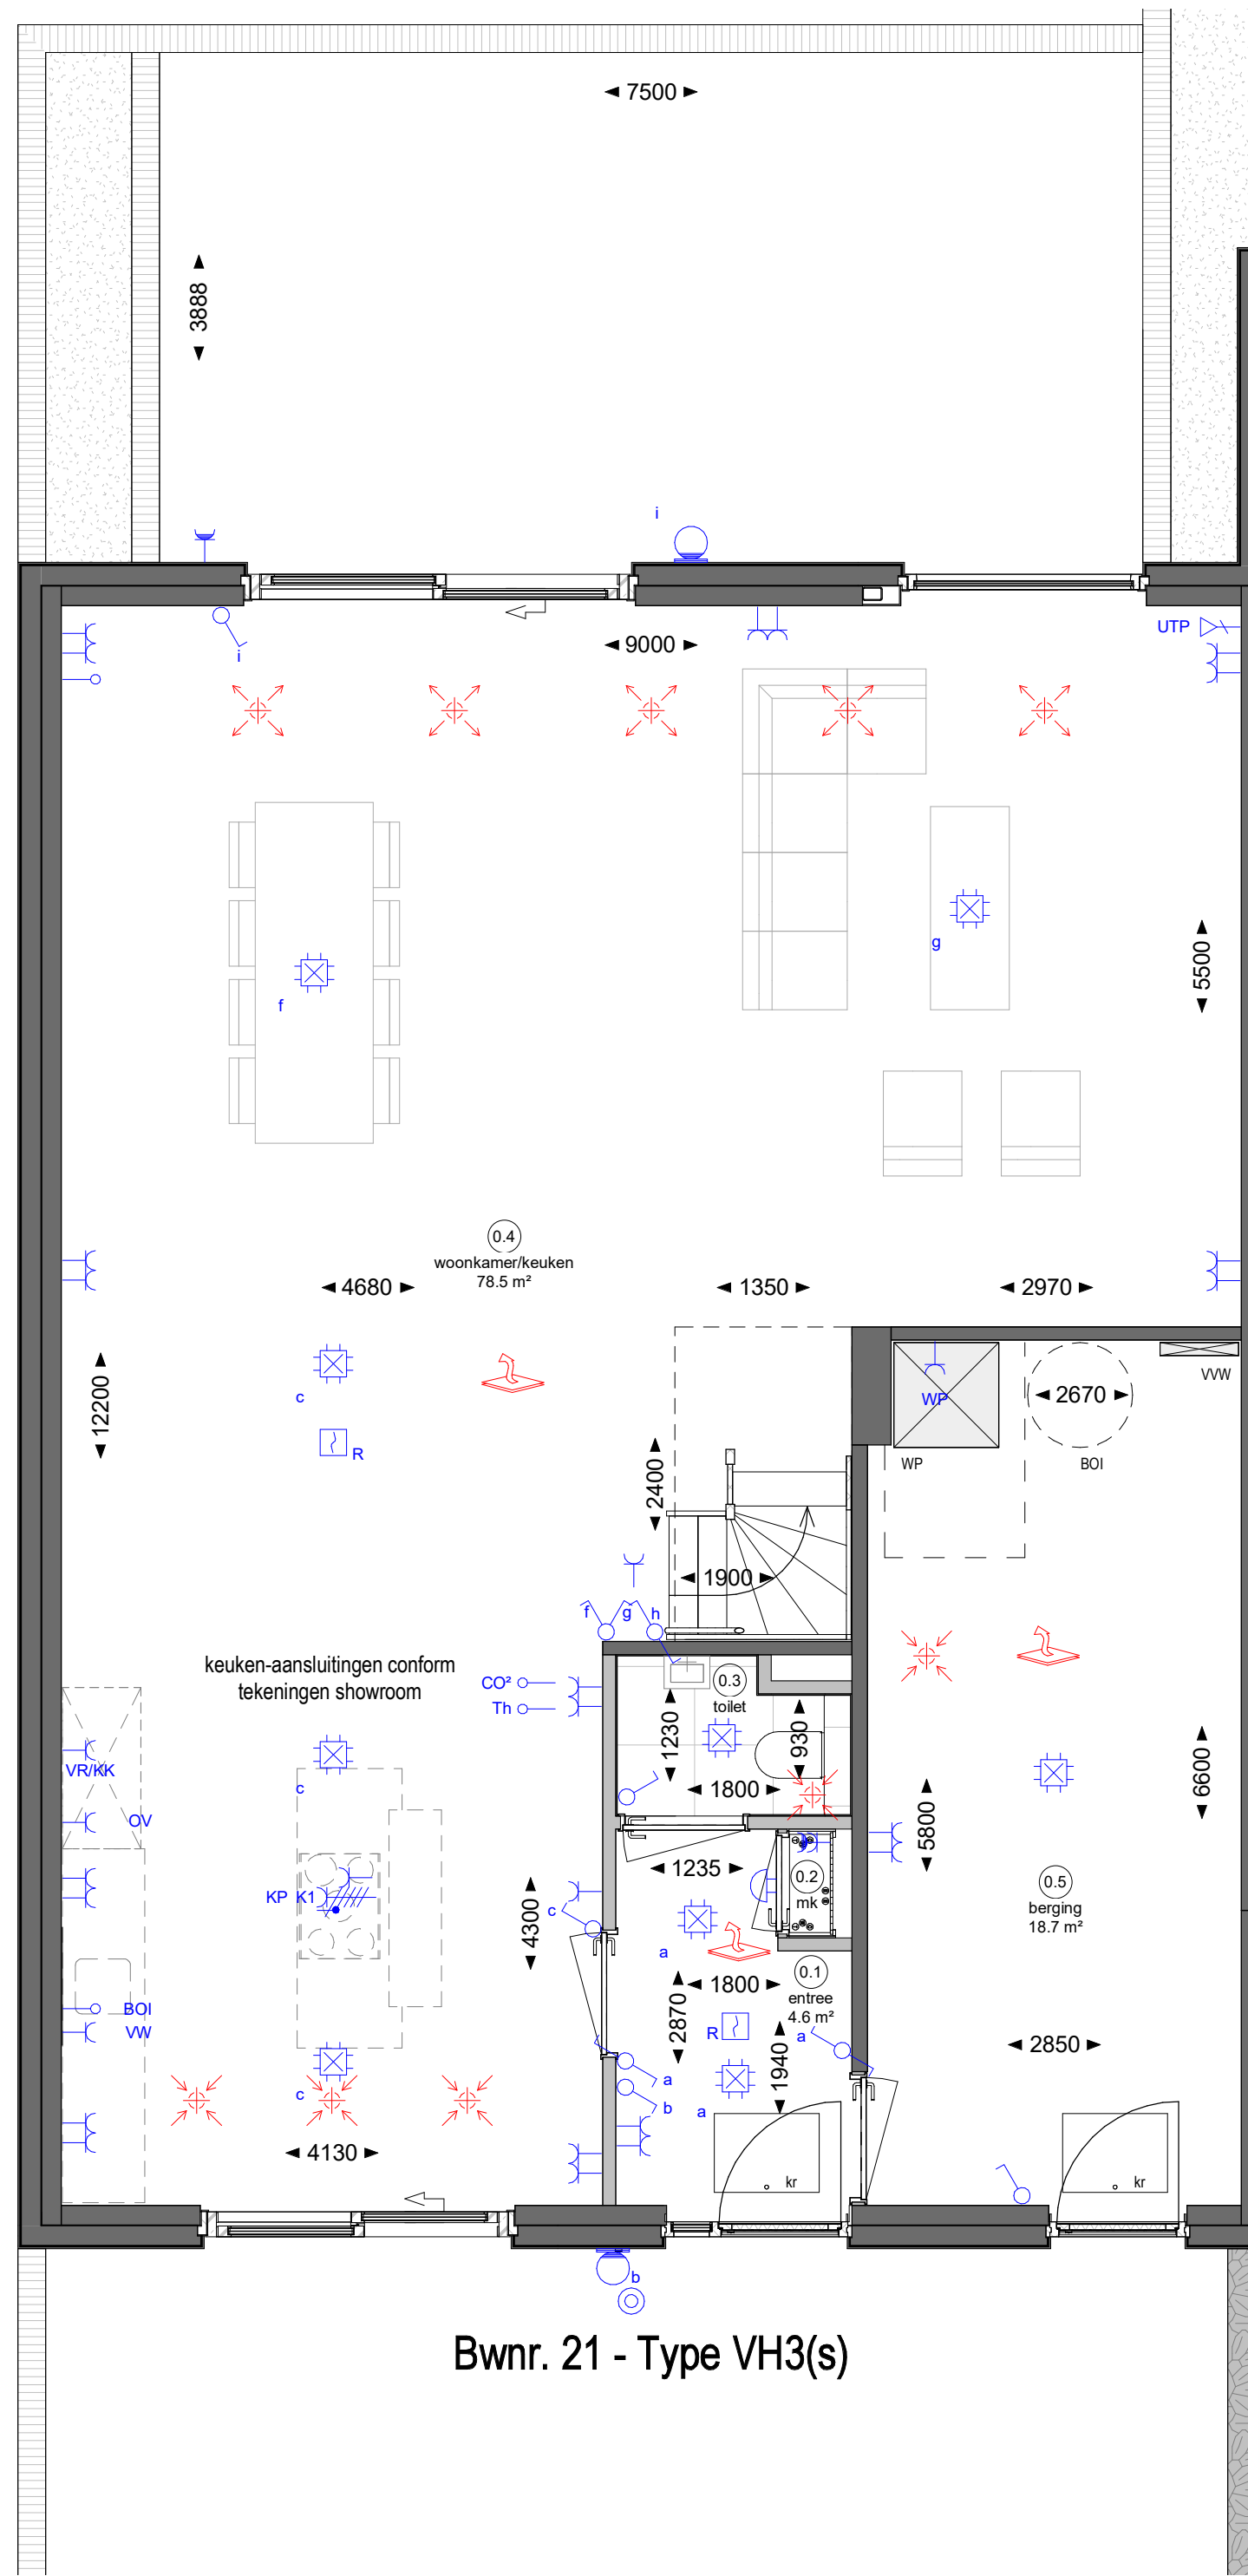 7500
3888
i
i
9000
UTP
g
f
5500
0.4
woonkamer/keuken
78.5 m²
4680
1350
2970
c
12200
R
WP
2670
VVW
WP
BOI
2400
1900
f
g
h
keuken-aansluitingen conform
tekeningen showroom
CO²
Th
0.3
toilet
1230
930
1800
VR/KK
c
OV
6600
5800
1235
0.2
mk
KP
K1
c
4300
a
0.5
berging
18.7 m²
0.1
entree
4.6 m²
1800
2870
R
1940
a
BOI
VW
2850
a
b
c
a
4130
kr
kr
b
Bwnr. 21 - Type VH3(s)